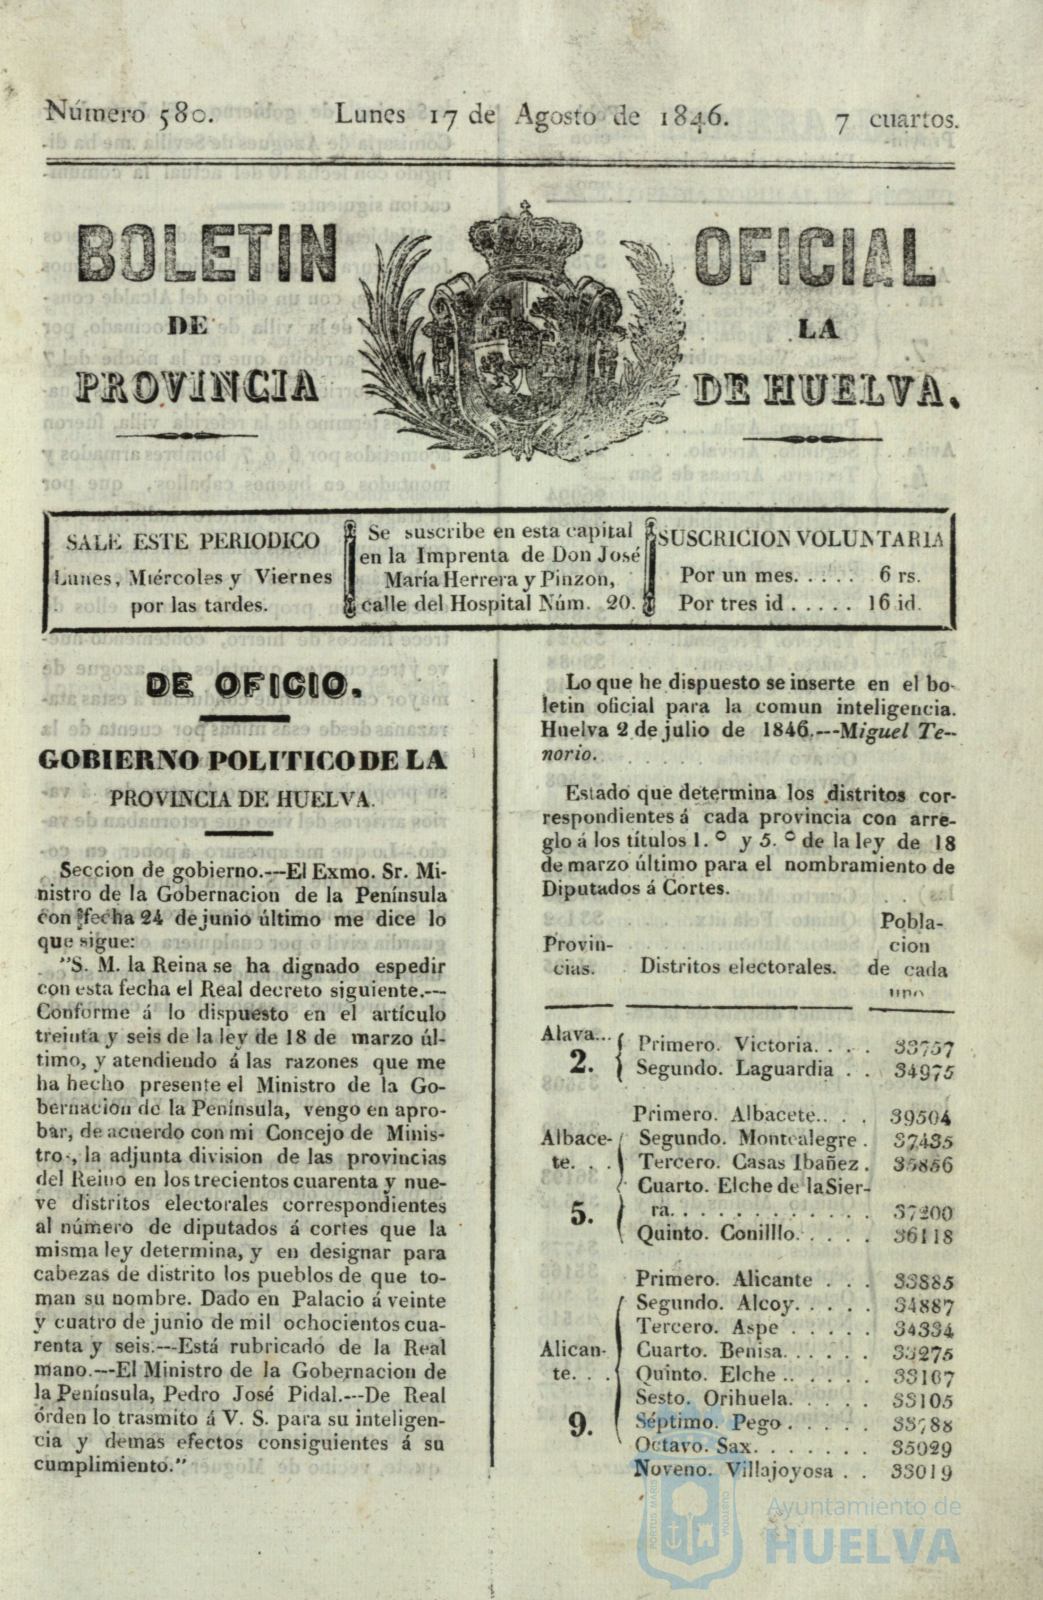 Número 580.
Lunes 17 de Agosto de 1846.
7 cuartos.
BOLETIN
DE
PROVINCIA
OFICIAL
LA
DE HUELVA.
SALE ESTE PERIODICO
Lunes, Miércoles y Viernes
por las tardes.
Se suscribe en esta capital
en la Imprenta de Don José
María Herrera y Pinzon,
calle del Hospital Núm. 20.
SUSCRICION VOLUNTARIA
Por un mes. . . . . 6 rs.
Por tres id . . . . . 16 id.
DE OFICIO.
GOBIERNO POLITICO DE LA
PROVINCIA DE HUELVA.
Seccion de gobierno.---El Exmo. Sr. Mi-
nistro de la Gobernacion de la Península
con fecha 24 de junio último me dice lo
que sigue:
"S. M. la Reina se ha dignado espedir
con esta fecha el Real decreto siguiente.---
Conforme á lo dispuesto en el artículo
treinta y seis de la ley de 18 de marzo úl-
timo, y atendiendo á las razones que me
ha hecho presente el Ministro de la Go-
bernacion de la Península, vengo en apro-
bar, de acuerdo con mi Concejo de Minis-
tro-, la adjunta division de las provincias
del Reino en los trecientos cuarenta y nue-
ve distritos electorales correspondientes
al número de diputados á cortes que la
misma ley determina, y en designar para
cabezas de distrito los pueblos de que to-
man su nombre. Dado en Palacio á veinte
y cuatro de junio de mil ochocientos cua-
renta y seis.---Está rubricado de la Real
mano.---El Ministro de la Gobernacion de
la Península, Pedro José Pidal.---De Real
órden lo trasmito á V. S. para su inteligen-
cia y demas efectos consiguientes á su
cumplimiento."
Lo que he dispuesto se inserte en el bo-
letin oficial para la comun inteligencia.
Huelva 2 de julio de 1846.---Miguel Te-
norio.
Estado que determina los distritos cor-
respondientes á cada provincia con arre-
glo á los títulos 1.º y 5.º de la ley de 18
de marzo último para el nombramiento de
Diputados á Cortes.
Provin-
cias.
Distritos electorales.
Pobla-
cion
de cada
uno
Alava...
2.
Primero. Victoria. . . . 33757
Segundo. Laguardia . . 34975
Albace-
te. . .
5.
Primero. Albacete.. . . 39504
Segundo. Montealegre . 37435
Tercero. Casas Ibañez . 35856
Cuarto. Elche de la Sier-
ra. . . . . . . . . . . . 37200
Quinto. Conilllo. . . . . 36118
Alican-
te. . .
9.
Primero. Alicante . . . 33885
Segundo. Alcoy. . . . . 34887
Tercero. Aspe . . . . . 34334
Cuarto. Benisa. . . . . . 33275
Quinto. Elche .. . . . . 33107
Sesto. Orihuela. . . . . 33105
Séptimo. Pego . . . . . 33788
Octavo. Sax. . . . . . . 35029
Noveno. Villajoyosa . . 33019
PORTUS MARIS
CUSTODIA
Ayuntamiento de
HUELVA